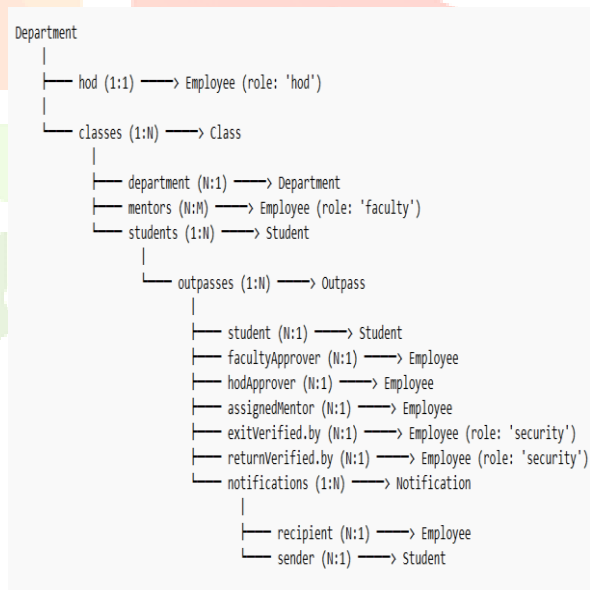 Department
│
├── hod (1:1) ───> Employee (role: 'hod')
│
└── classes (1:N) ───> Class
│
├── department (N:1) ───> Department
├── mentors (N:M) ───> Employee (role: 'faculty')
└── students (1:N) ───> Student
│
└── outpasses (1:N) ───> Outpass
│
├── student (N:1) ───> Student
├── facultyApprover (N:1) ───> Employee
├── hodApprover (N:1) ───> Employee
├── assignedMentor (N:1) ───> Employee
├── exitVerified.by (N:1) ───> Employee (role: 'security')
├── returnVerified.by (N:1) ───> Employee (role: 'security')
└── notifications (1:N) ───> Notification
│
├── recipient (N:1) ───> Employee
└── sender (N:1) ───> Student